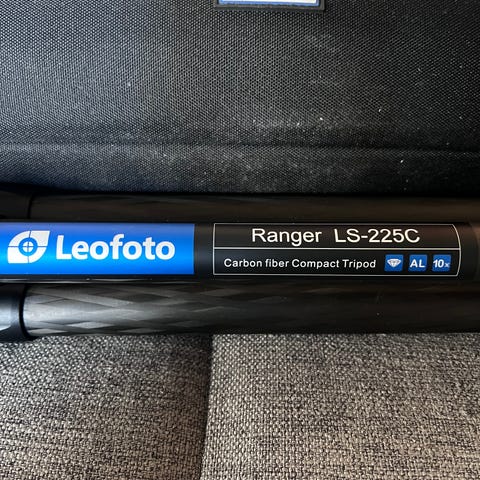 Leofoto
Ranger LS-225C
Carbon fiber Compact Tripod AL 10x